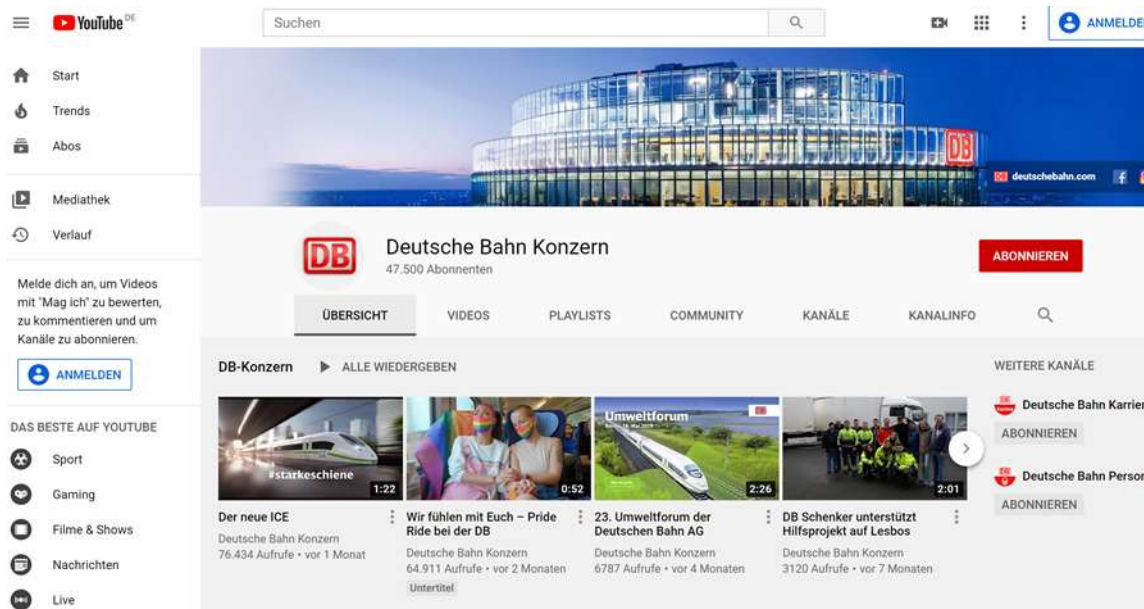 YouTube DE
Suchen
ANMELDEN
Start
Trends
Abos
Mediathek
Verlauf
Melde dich an, um Videos
mit "Mag ich" zu bewerten,
zu kommentieren und um
Kanäle zu abonnieren.
ANMELDEN
DAS BESTE AUF YOUTUBE
Sport
Gaming
Filme & Shows
Nachrichten
Live
DB
DB deutschebahn.com
DB
Deutsche Bahn Konzern
47.500 Abonnenten
ABONNIEREN
ÜBERSICHT VIDEOS PLAYLISTS COMMUNITY KANÄLE KANALINFO
DB-Konzern ALLE WIEDERGEBEN
#starkeschiene
1:22
Der neue ICE
Deutsche Bahn Konzern
76.434 Aufrufe • vor 1 Monat
0:52
Wir fühlen mit Euch – Pride
Ride bei der DB
Deutsche Bahn Konzern
64.911 Aufrufe • vor 2 Monaten
Untertitel
Umweltforum
2:26
23. Umweltforum der
Deutschen Bahn AG
Deutsche Bahn Konzern
6787 Aufrufe • vor 4 Monaten
2:01
DB Schenker unterstützt
Hilfsprojekt auf Lesbos
Deutsche Bahn Konzern
3120 Aufrufe • vor 7 Monaten
WEITERE KANÄLE
Deutsche Bahn Karrier
ABONNIEREN
Deutsche Bahn Person
ABONNIEREN